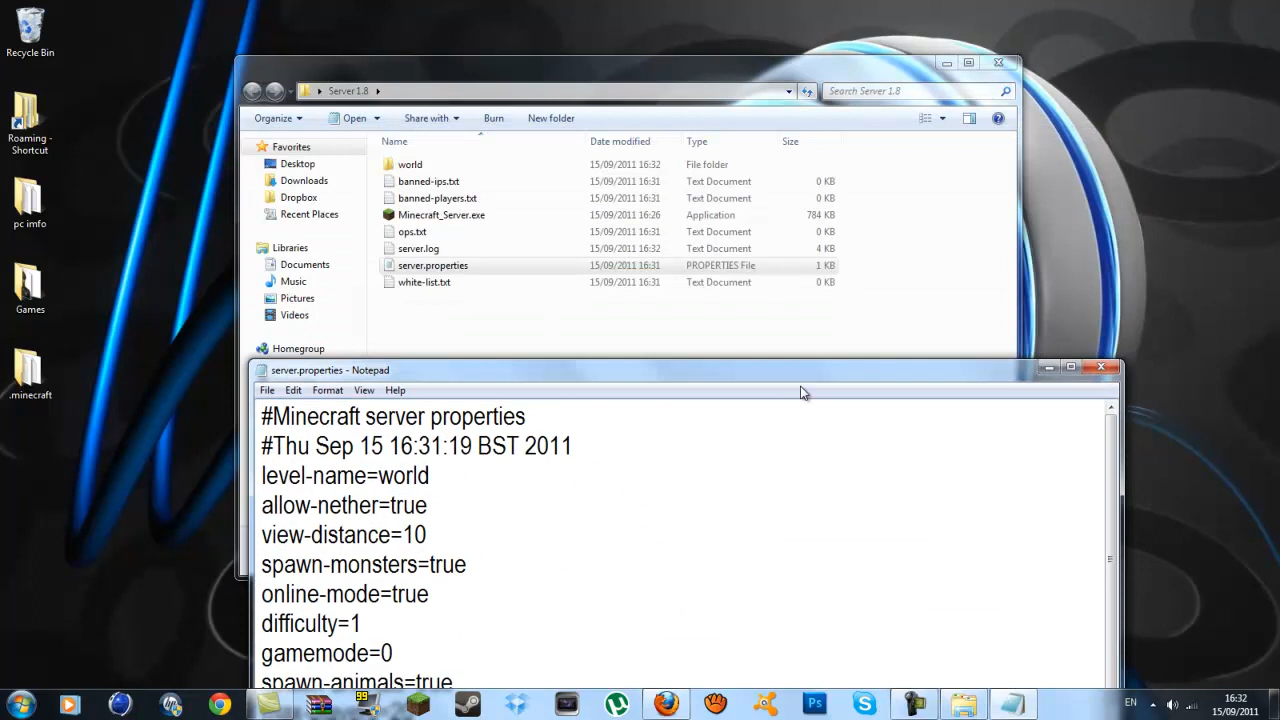 Recycle Bin
Roaming -
Shortcut
pc imfo
Games
.minecraft
Server 1.8
Search Server 1.8
Organize
Open
Share with
Burn
New folder
Favorites
Desktop
Downloads
Dropbox
Recent Places
Libraries
Documents
Music
Pictures
Videos
Homegroup
Name Date modified Type Size
world 15/09/2011 16:32 File folder
banned-ips.txt 15/09/2011 16:31 Text Document 0 KB
banned-players.txt 15/09/2011 16:31 Text Document 0 KB
Minecraft_Server.exe 15/09/2011 16:26 Application 784 KB
ops.txt 15/09/2011 16:31 Text Document 0 KB
server.log 15/09/2011 16:32 Text Document 4 KB
server.properties 15/09/2011 16:31 PROPERTIES File 1 KB
white-list.txt 15/09/2011 16:31 Text Document 0 KB
server.properties - Notepad
File Edit Format View Help
#Minecraft server properties
#Thu Sep 15 16:31:19 BST 2011
level-name=world
allow-nether=true
view-distance=10
spawn-monsters=true
online-mode=true
difficulty=1
gamemode=0
spawn-animals=true
99
Ps
EN
16:32
15/09/2011